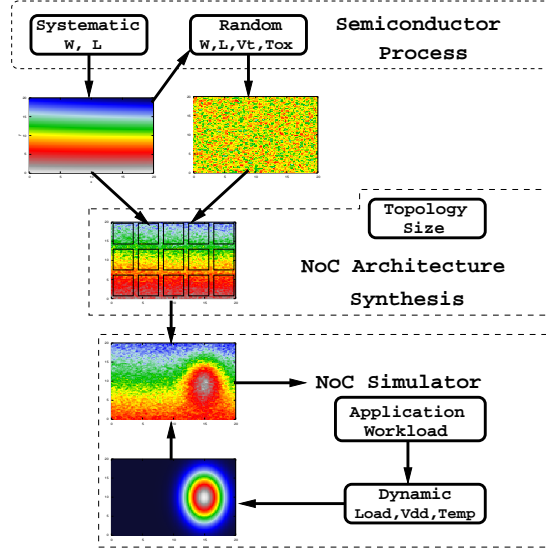 Systematic
W, L
Random
W,L,Vt,Tox
Semiconductor
Process
Topology
Size
NoC Architecture
Synthesis
NoC Simulator
Application
Workload
Dynamic
Load,Vdd,Temp